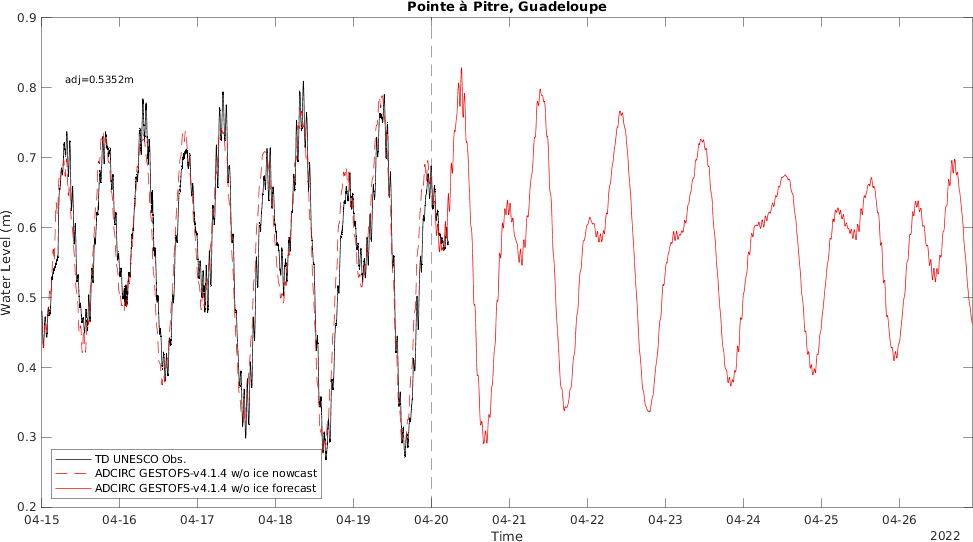 Pointe à Pitre, Guadeloupe
0.9
0.8
0.7
0.6
0.5
0.4
0.3
0.2
Water Level (m)
adj=0.5352m
TD UNESCO Obs.
ADCIRC GESTOFS-v4.1.4 w/o ice nowcast
ADCIRC GESTOFS-v4.1.4 w/o ice forecast
04-15 04-16 04-17 04-18 04-19 04-20 04-21 04-22 04-23 04-24 04-25 04-26
Time
2022